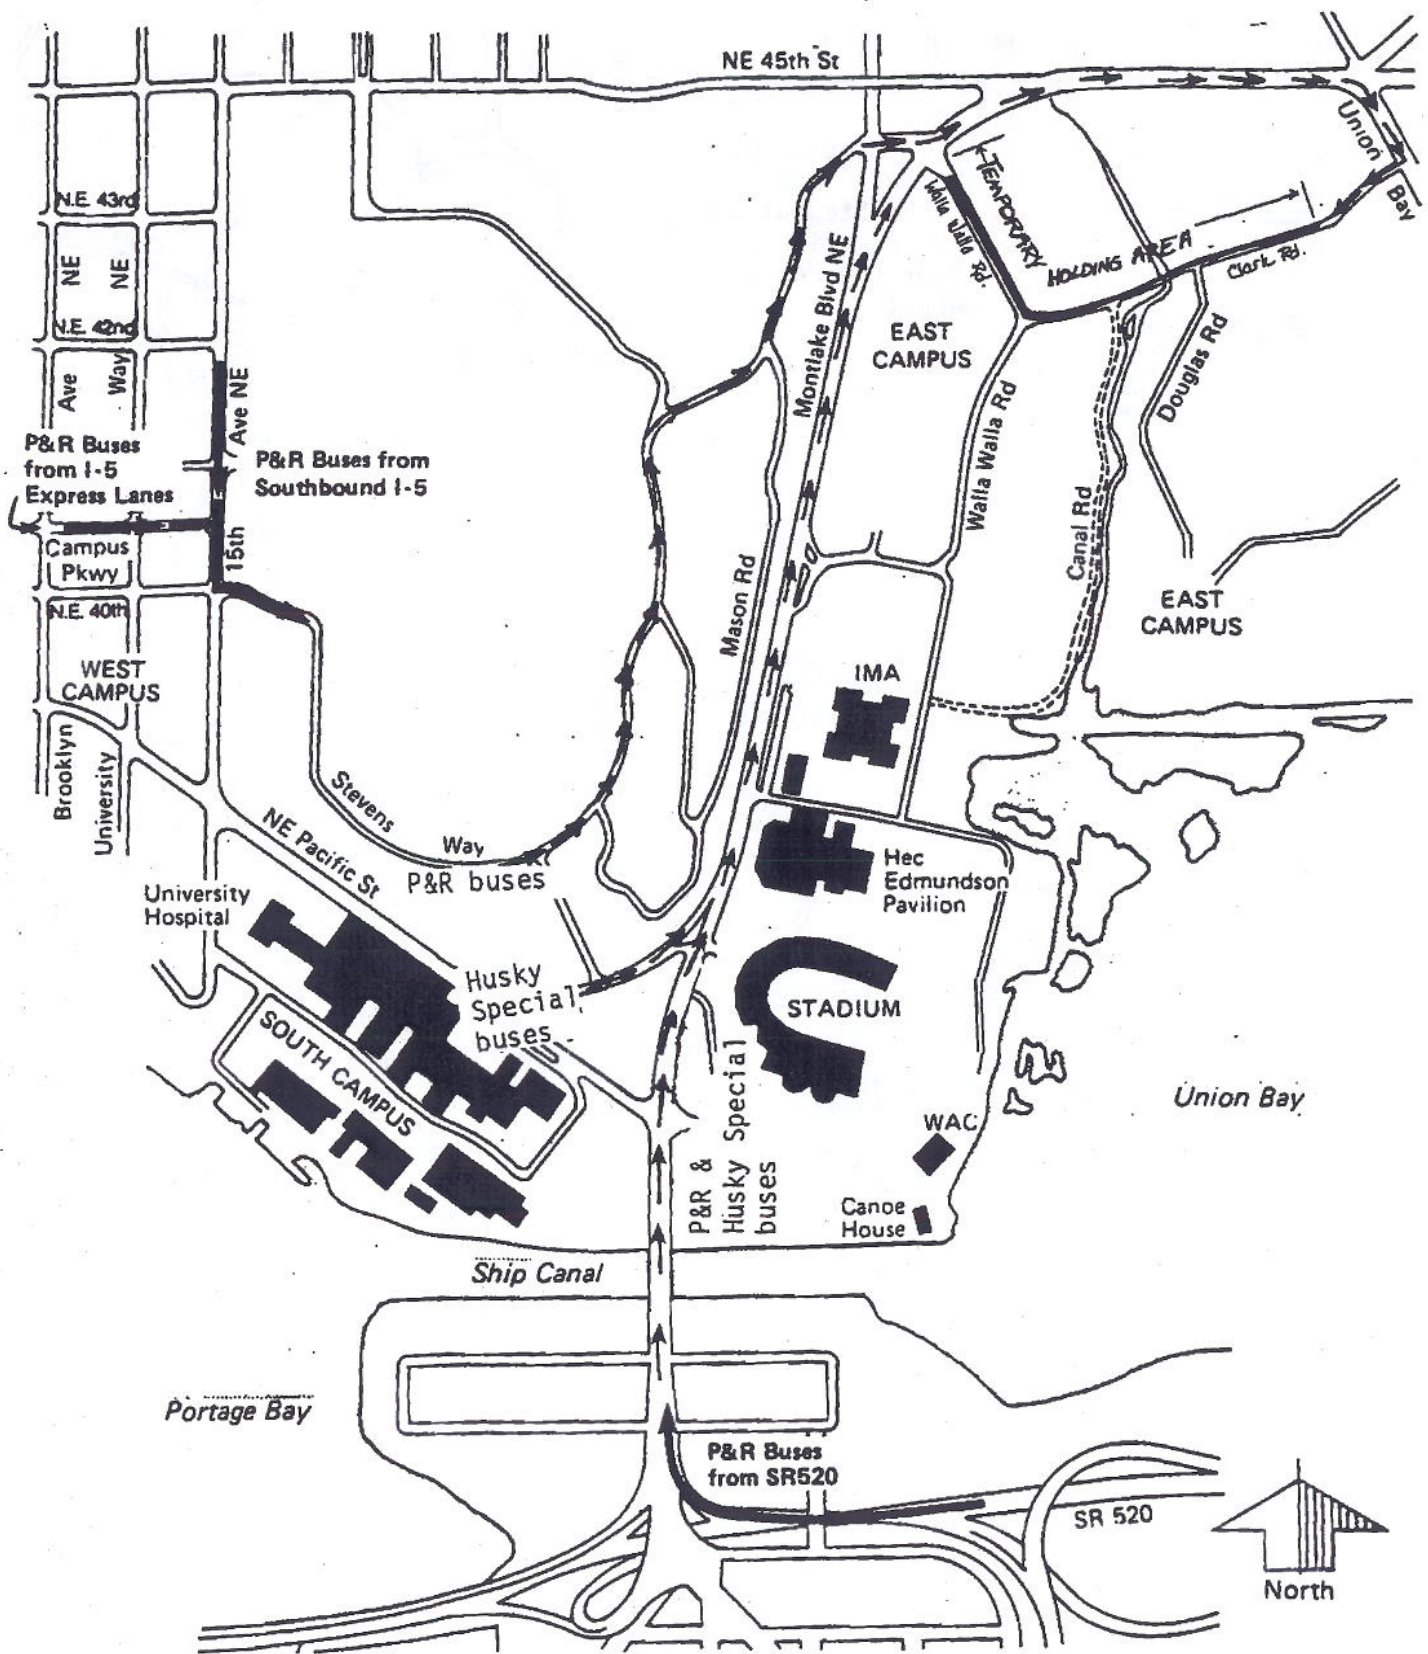 NE 45th St
Union
Bay
N.E. 43rd
NE
NE
TEMPORARY
HOLDING AREA
Walla Walla Rd.
Clark Rd.
N.E. 42nd
Ave
Way
Ave NE
Montlake Blvd NE
EAST
CAMPUS
Douglas Rd
Walla Walla Rd
P&R Buses
from I-5
Express Lanes
P&R Buses from
Southbound I-5
Canal Rd
Campus
Pkwy
15th
Mason Rd
N.E. 40th
EAST
CAMPUS
WEST
CAMPUS
IMA
Brooklyn
University
Stevens
Way
NE Pacific St
P&R buses
Hec
Edmundson
Pavilion
University
Hospital
Husky
Special
buses
STADIUM
SOUTH CAMPUS
P&R &
Husky Special
buses
Union Bay
WAC
Canoe
House
Ship Canal
Portage Bay
P&R Buses
from SR520
SR 520
North